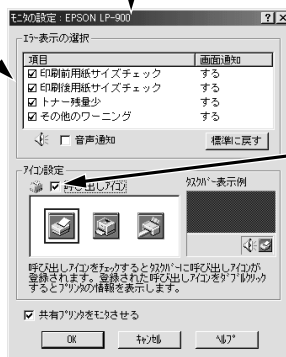 モニタの設定：EPSON LP-900
エラー表示の選択
項目 画面通知
印刷前用紙サイズチェック する
印刷後用紙サイズチェック する
トナー残量少 する
その他のワーニング する
音声通知 標準に戻す
アイコン設定
呼び出しアイコン タスクバー表示例
呼び出しアイコンをチェックするとタスクバーに呼び出しアイコンが
登録されます。登録された呼び出しアイコンをダブルクリック
するとプリンタの情報を表示します。
共有プリンタをモニタさせる
OK キャンセル ヘルプ